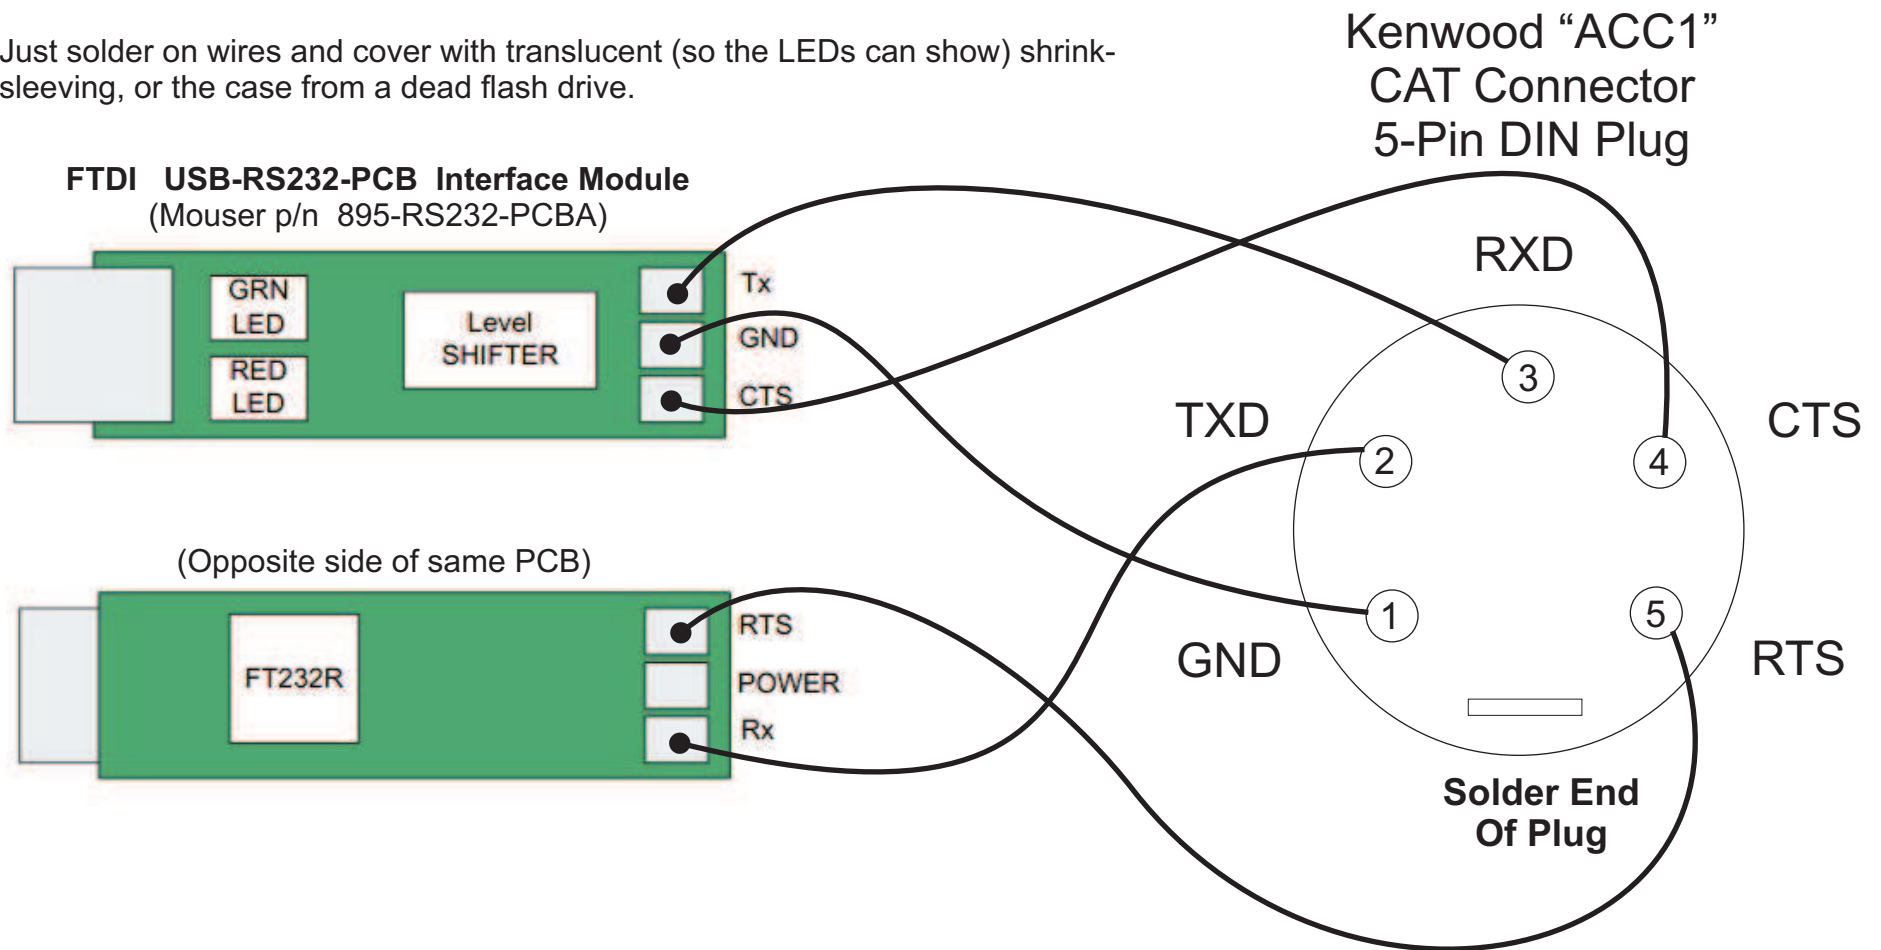 Just solder on wires and cover with translucent (so the LEDs can show) shrink-
sleeving, or the case from a dead flash drive.
Kenwood “ACC1”
CAT Connector
5-Pin DIN Plug
FTDI USB-RS232-PCB Interface Module
(Mouser p/n 895-RS232-PCBA)
GRN
LED
RED
LED
Level
SHIFTER
Tx
GND
CTS
(Opposite side of same PCB)
FT232R
RTS
POWER
Rx
RXD
3
TXD
2
4
CTS
1
GND
5
RTS
Solder End
Of Plug